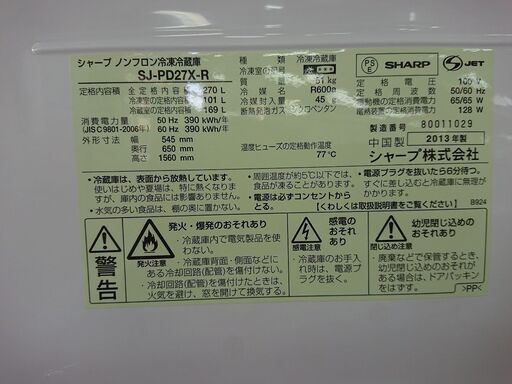 シャープ ノンフロン冷凍冷蔵庫
SJ-PD27X-R
定格内容積 全定格内容積 270 L
冷凍室の定格内容積 101 L
冷蔵室の定格内容積 169 L
消費電力量 50 Hz 390 kWh/年
(JIS C 9801-2006年) 60 Hz 390 kWh/年
外形寸法 幅 545 mm
奥行 650 mm
高さ 1560 mm
種類 冷凍冷蔵庫
冷凍室の記号
質量 61 kg
冷媒 R600a
冷媒封入量 45 g
断熱発泡ガス シクロペンタン
温度ヒューズの定格動作温度
77℃
PS
E
SHARP
S JET
定格電圧 100 V
定格周波数 50/60 Hz
電動機の定格消費電力 65/65 W
電熱装置の定格消費電力 128 W
製造番号 80011029
中国製 2013年製
シャープ株式会社
・冷蔵庫は、表面から放熱しています。
使いはじめや夏場は、特に熱く感じますが、庫内の食品には影響ありません。
・水気の多い食品は、棚の奥に置かない。
・周囲温度が約5℃以下では、食品が凍ることがあります。
・電源は必ずコンセントからとる。
・電源プラグを抜いたら6分待つ。
すぐに差し込むと冷蔵庫に無理がかかります。
【くわしくは取扱説明書をご覧ください】
B924
警告
発火注意
発火・爆発のおそれあり
・冷蔵庫内で電気製品を使わない。
・冷蔵庫背面・側面などにある冷却回路(配管)を傷付けない。
・冷却回路(配管)を傷付けたときは、火気を避け、窓を開けて換気する。
感電注意
感電のおそれあり
・冷蔵庫のお手入れ時は、電源プラグを抜く。
閉込注意
幼児閉じ込めのおそれあり
・廃棄などで保管するとき、幼児閉じ込めのおそれがある場合は、ドアパッキンをはずす。
>PP<